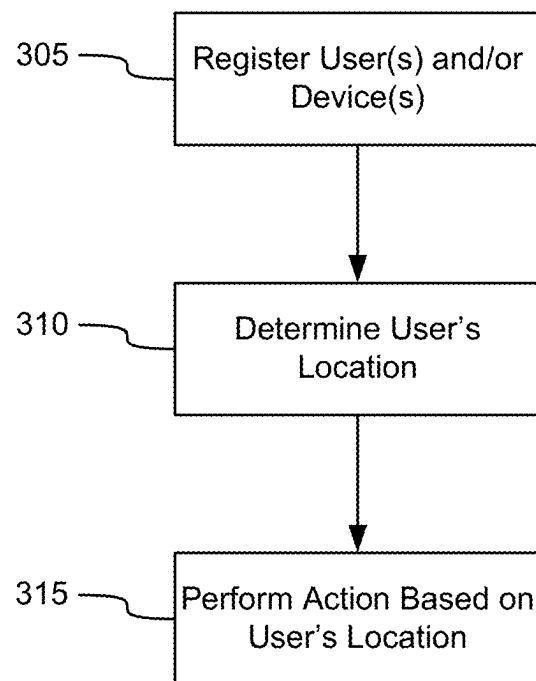 305
Register User(s) and/or
Device(s)
310
Determine User's
Location
315
Perform Action Based on
User's Location